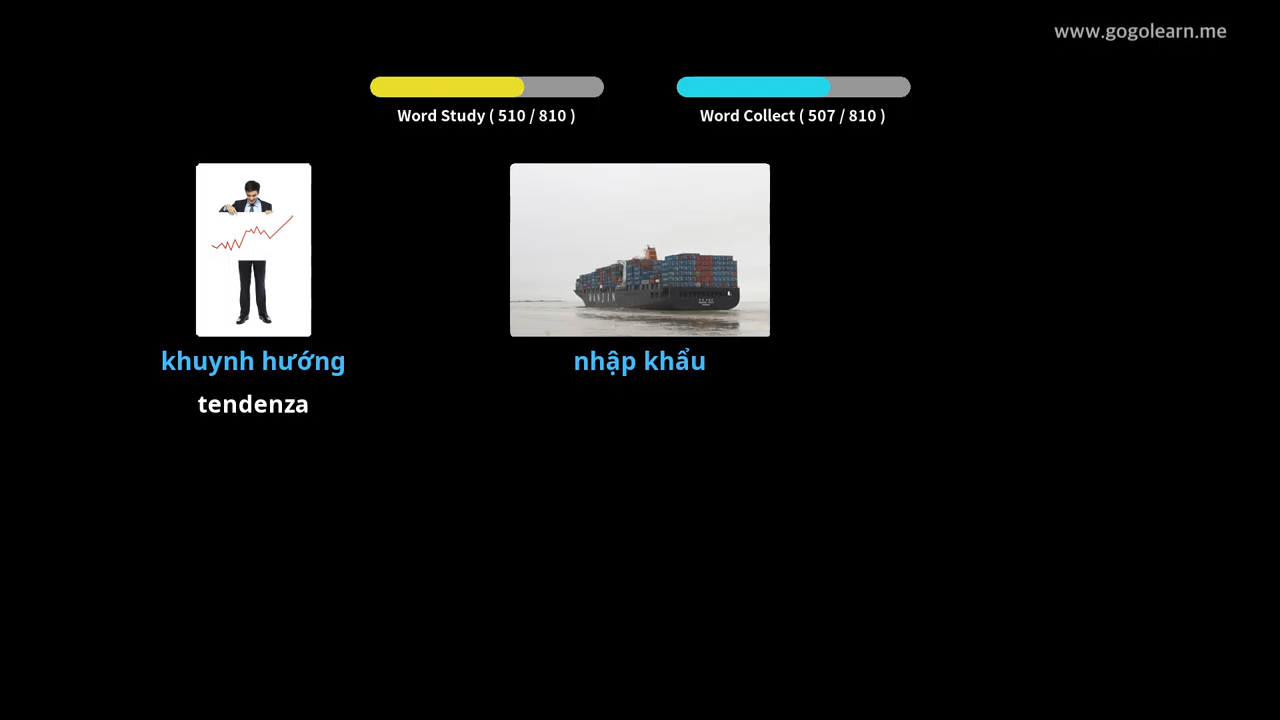 www.gogolearn.me
Word Study ( 510 / 810 )
Word Collect ( 507 / 810 )
khuynh hướng
nhập khẩu
tendenza